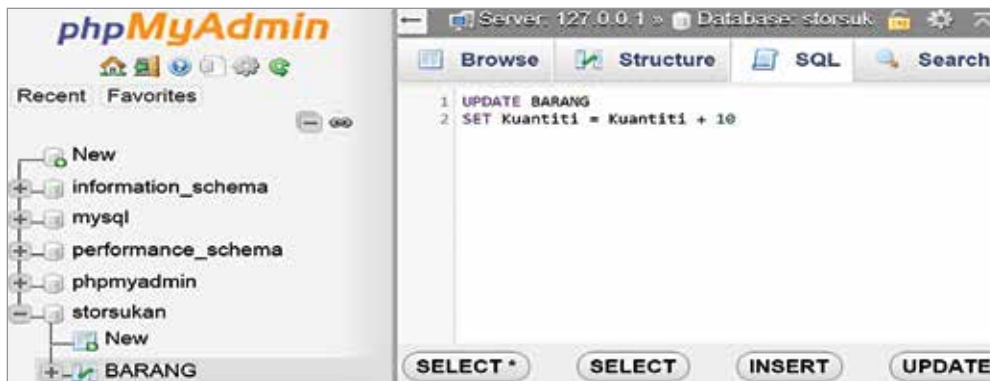 phpMyAdmin
Recent Favorites
New
information_schema
mysql
performance_schema
phpmyadmin
storsukan
New
BARANG
Server: 127.0.0.1 » Database: storsuk
Browse Structure SQL Search
1 UPDATE BARANG
2 SET Kuantiti = Kuantiti + 10
SELECT * SELECT INSERT UPDATE